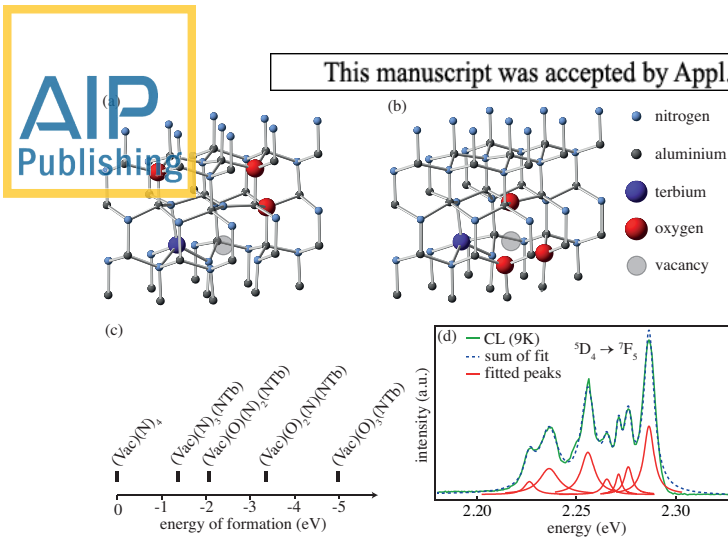 AIP
Publishing
This manuscript was accepted by Appl.
(a)
(b)
nitrogen
aluminium
terbium
oxygen
vacancy
(c)
(Vac)(N)₄
(Vac)(N)₃(NTb)
(Vac)(O)(N)₂(NTb)
(Vac)(O)₂(N)(NTb)
(Vac)(O)₃(NTb)
0 -1 -2 -3 -4 -5
energy of formation (eV)
(d)
CL (9K)
sum of fit
fitted peaks
⁵D₄ → ⁷F₅
intensity (a.u.)
2.20 2.25 2.30
energy (eV)